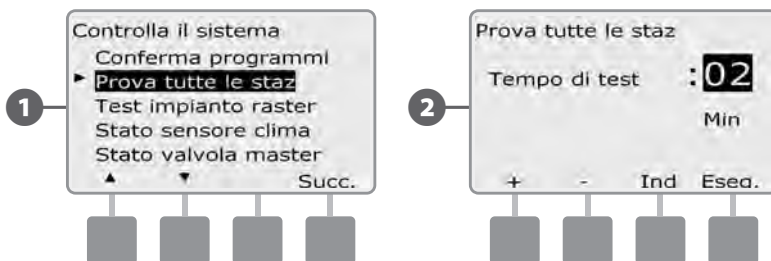 1
Controlla il sistema
Conferma programmi
Prova tutte le staz
Test impianto raster
Stato sensore clima
Stato valvola master
Succ.
2
Prova tutte le staz
Tempo di test :02
Min
+ - Ind Eseg.